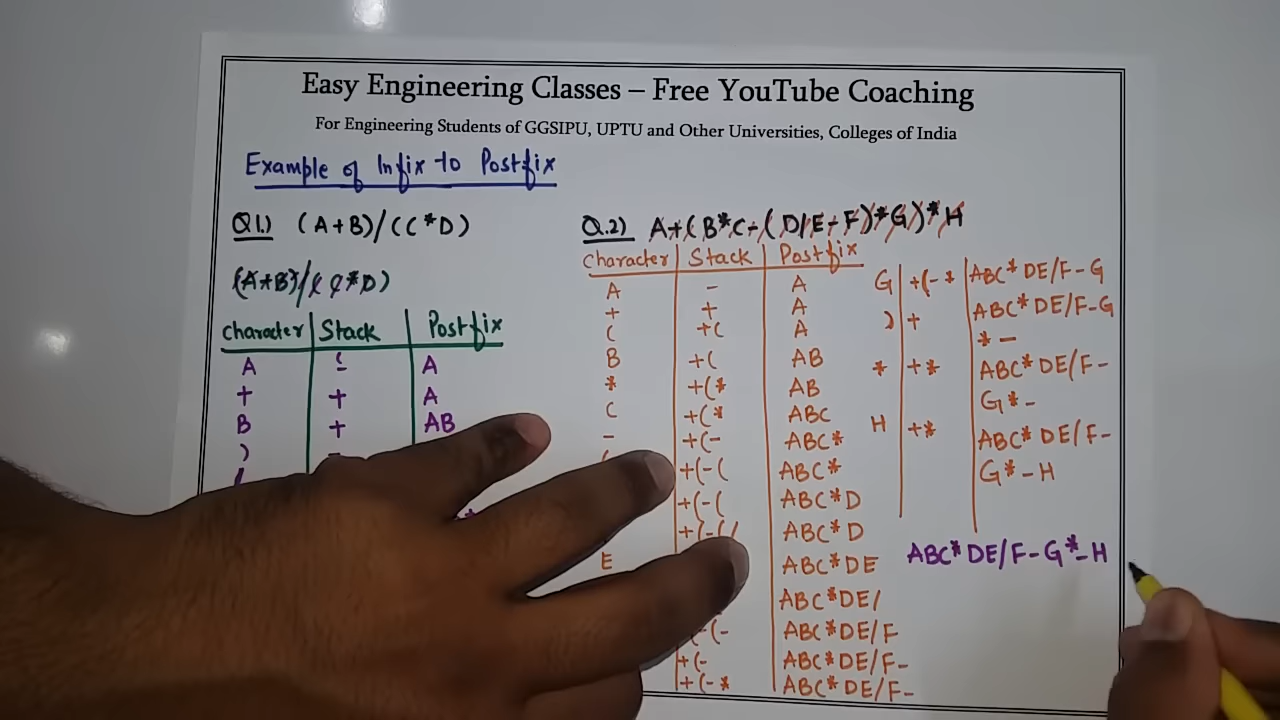 Easy Engineering Classes – Free YouTube Coaching
For Engineering Students of GGSIPU, UPTU and Other Universities, Colleges of India
Example of Infix to Postfix
Q1.) (A+B)/(C*D)
(A+B)/(C*D)
Character Stack Postfix
A ( A
+ + A
B + AB
) -
(
Q.2) A+(B*C-(D/E-F)*G)*H
Character Stack Postfix
A - A
+ + A
( +( A
B +( AB
* +(* AB
C +(* ABC
- +(- ABC*
( +(-( ABC*
+(-( ABC*D
+(-(/ ABC*D
E ABC*DE
ABC*DE/
(-(- ABC*DE/F
+(- ABC*DE/F-
+(-* ABC*DE/F-
G +(-* ABC*DE/F-G
) + ABC*DE/F-G
*-
* +* ABC*DE/F-
G*-
H +* ABC*DE/F-
G*-H
ABC*DE/F-G*-H